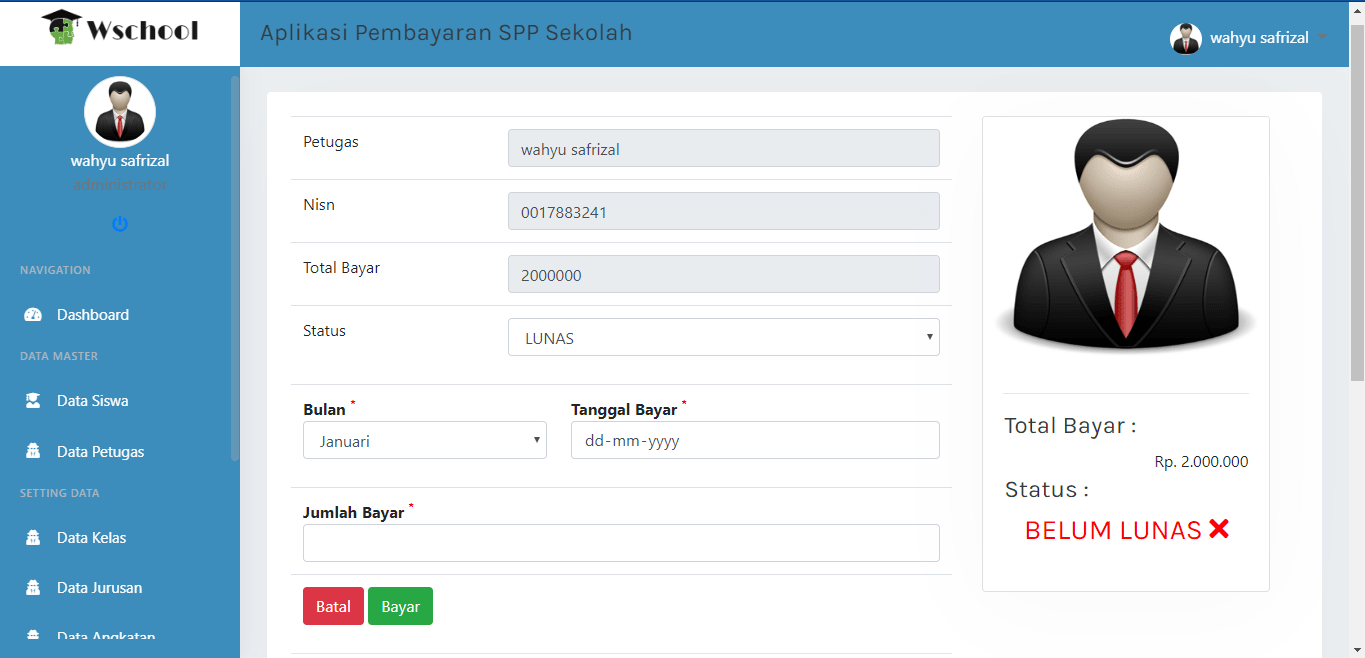 Wschool
Aplikasi Pembayaran SPP Sekolah
wahyu safrizal
wahyu safrizal
administrator
NAVIGATION
Dashboard
DATA MASTER
Data Siswa
Data Petugas
SETTING DATA
Data Kelas
Data Jurusan
Data Angkatan
Petugas
wahyu safrizal
Nisn
0017883241
Total Bayar
2000000
Status
LUNAS
Bulan *
Januari
Tanggal Bayar *
dd-mm-yyyy
Jumlah Bayar *
Batal
Bayar
Total Bayar :
Rp. 2.000.000
Status :
BELUM LUNAS